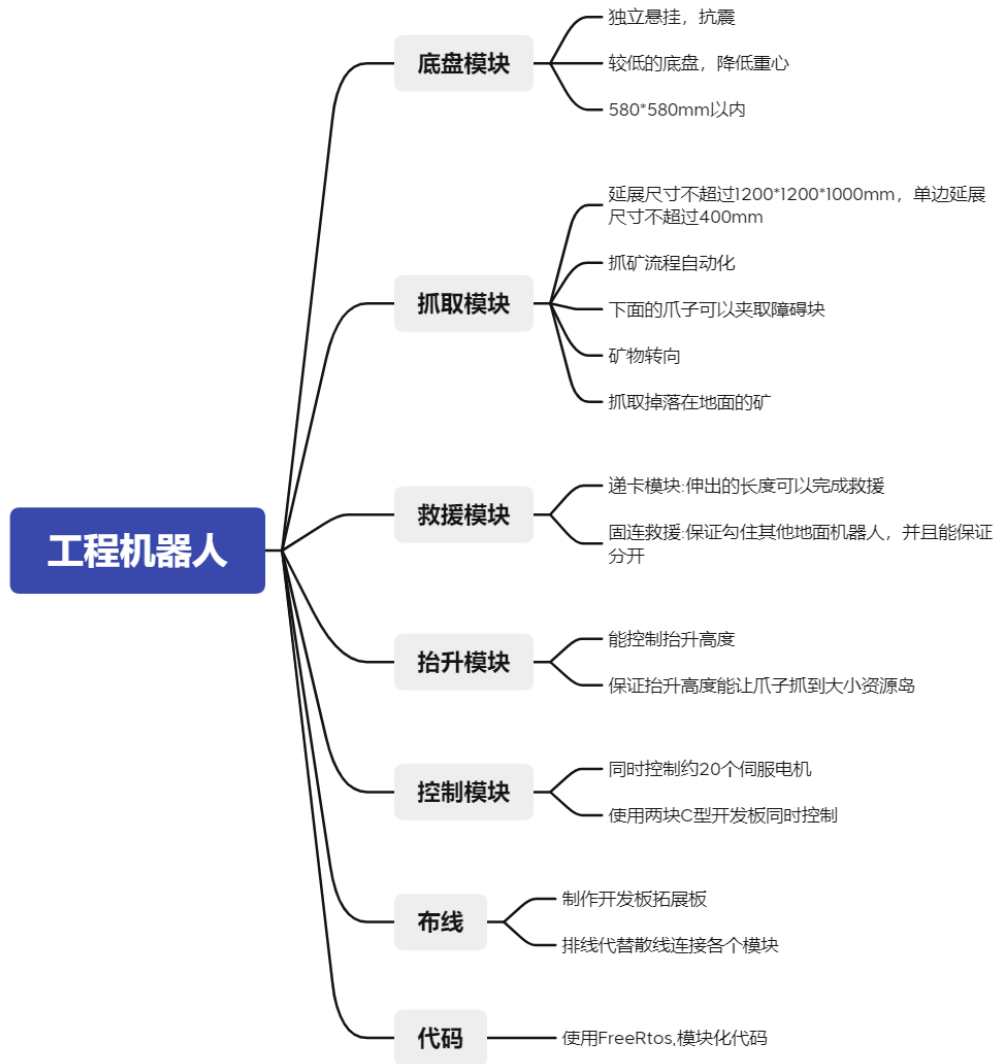 底盘模块
独立悬挂，抗震
较低的底盘，降低重心
580*580mm以内
抓取模块
延展尺寸不超过1200*1200*1000mm，单边延展
尺寸不超过400mm
抓矿流程自动化
下面的爪子可以夹取障碍块
矿物转向
抓取掉落在地面的矿
工程机器人
救援模块
递卡模块:伸出的长度可以完成救援
固连救援:保证勾住其他地面机器人，并且能保证
分开
抬升模块
能控制抬升高度
保证抬升高度能让爪子抓到大小资源岛
控制模块
同时控制约20个伺服电机
使用两块C型开发板同时控制
布线
制作开发板拓展板
排线代替散线连接各个模块
代码
使用FreeRtos,模块化代码